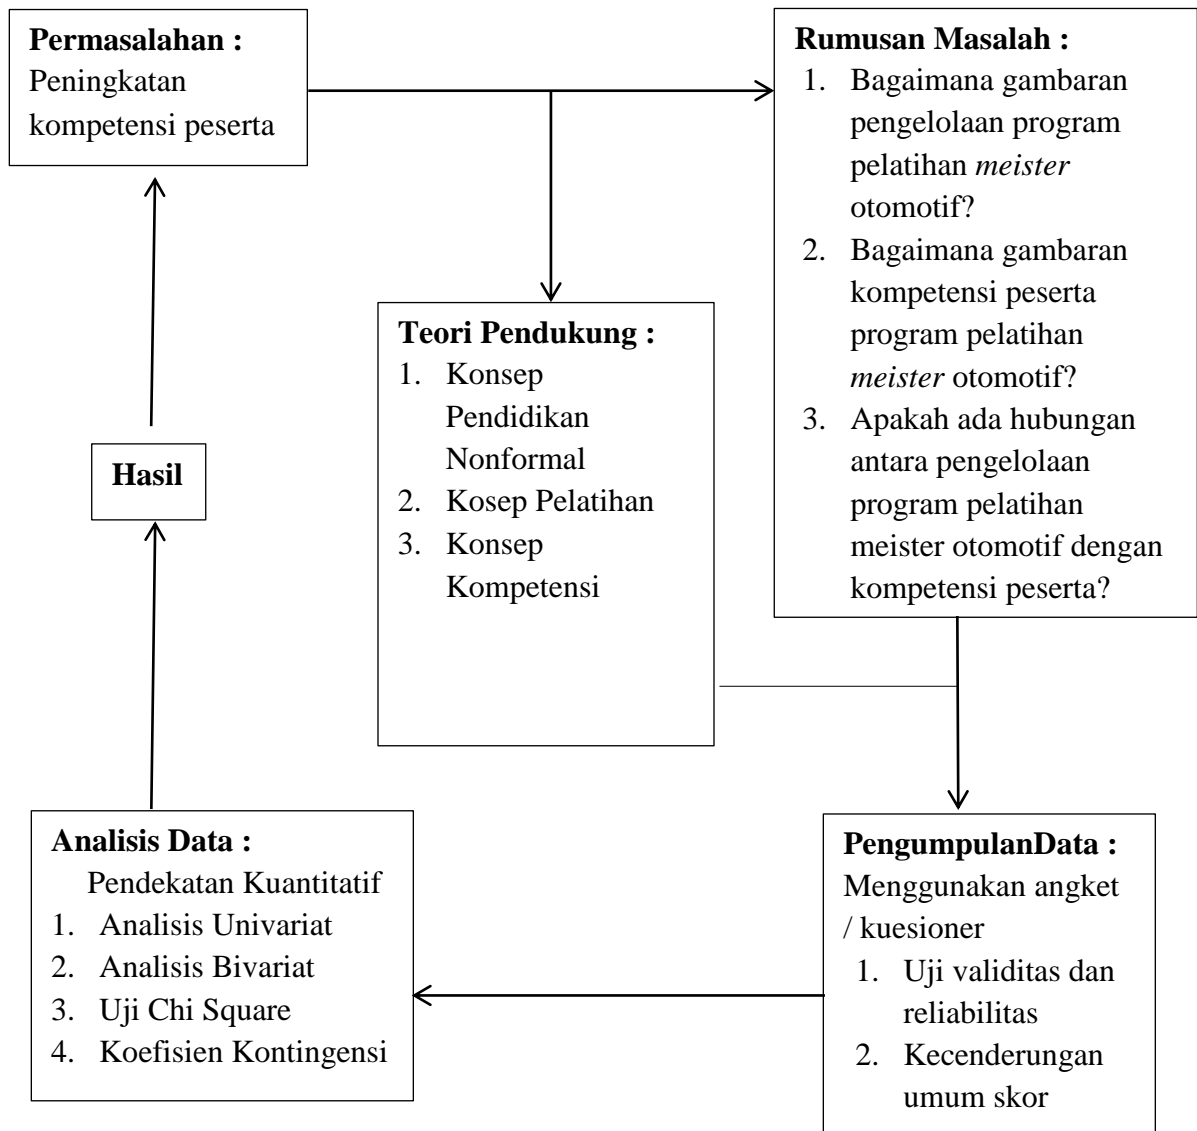 Permasalahan :
Peningkatan
kompetensi peserta
Rumusan Masalah :
1. Bagaimana gambaran
pengelolaan program
pelatihan meister
otomotif?
2. Bagaimana gambaran
kompetensi peserta
program pelatihan
meister otomotif?
3. Apakah ada hubungan
antara pengelolaan
program pelatihan
meister otomotif dengan
kompetensi peserta?
Teori Pendukung :
1. Konsep
Pendidikan
Nonformal
2. Kosep Pelatihan
3. Konsep
Kompetensi
Hasil
Analisis Data :
Pendekatan Kuantitatif
1. Analisis Univariat
2. Analisis Bivariat
3. Uji Chi Square
4. Koefisien Kontingensi
PengumpulanData :
Menggunakan angket
/ kuesioner
1. Uji validitas dan
reliabilitas
2. Kecenderungan
umum skor